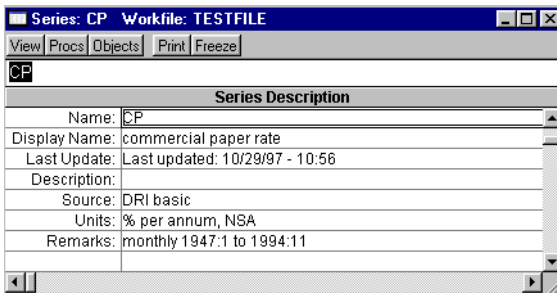 Series: CP Workfile: TESTFILE
View Procs Objects Print Freeze
CP
Series Description
Name: CP
Display Name: commercial paper rate
Last Update: Last updated: 10/29/97 - 10:56
Description:
Source: DRI basic
Units: % per annum, NSA
Remarks: monthly 1947:1 to 1994:11